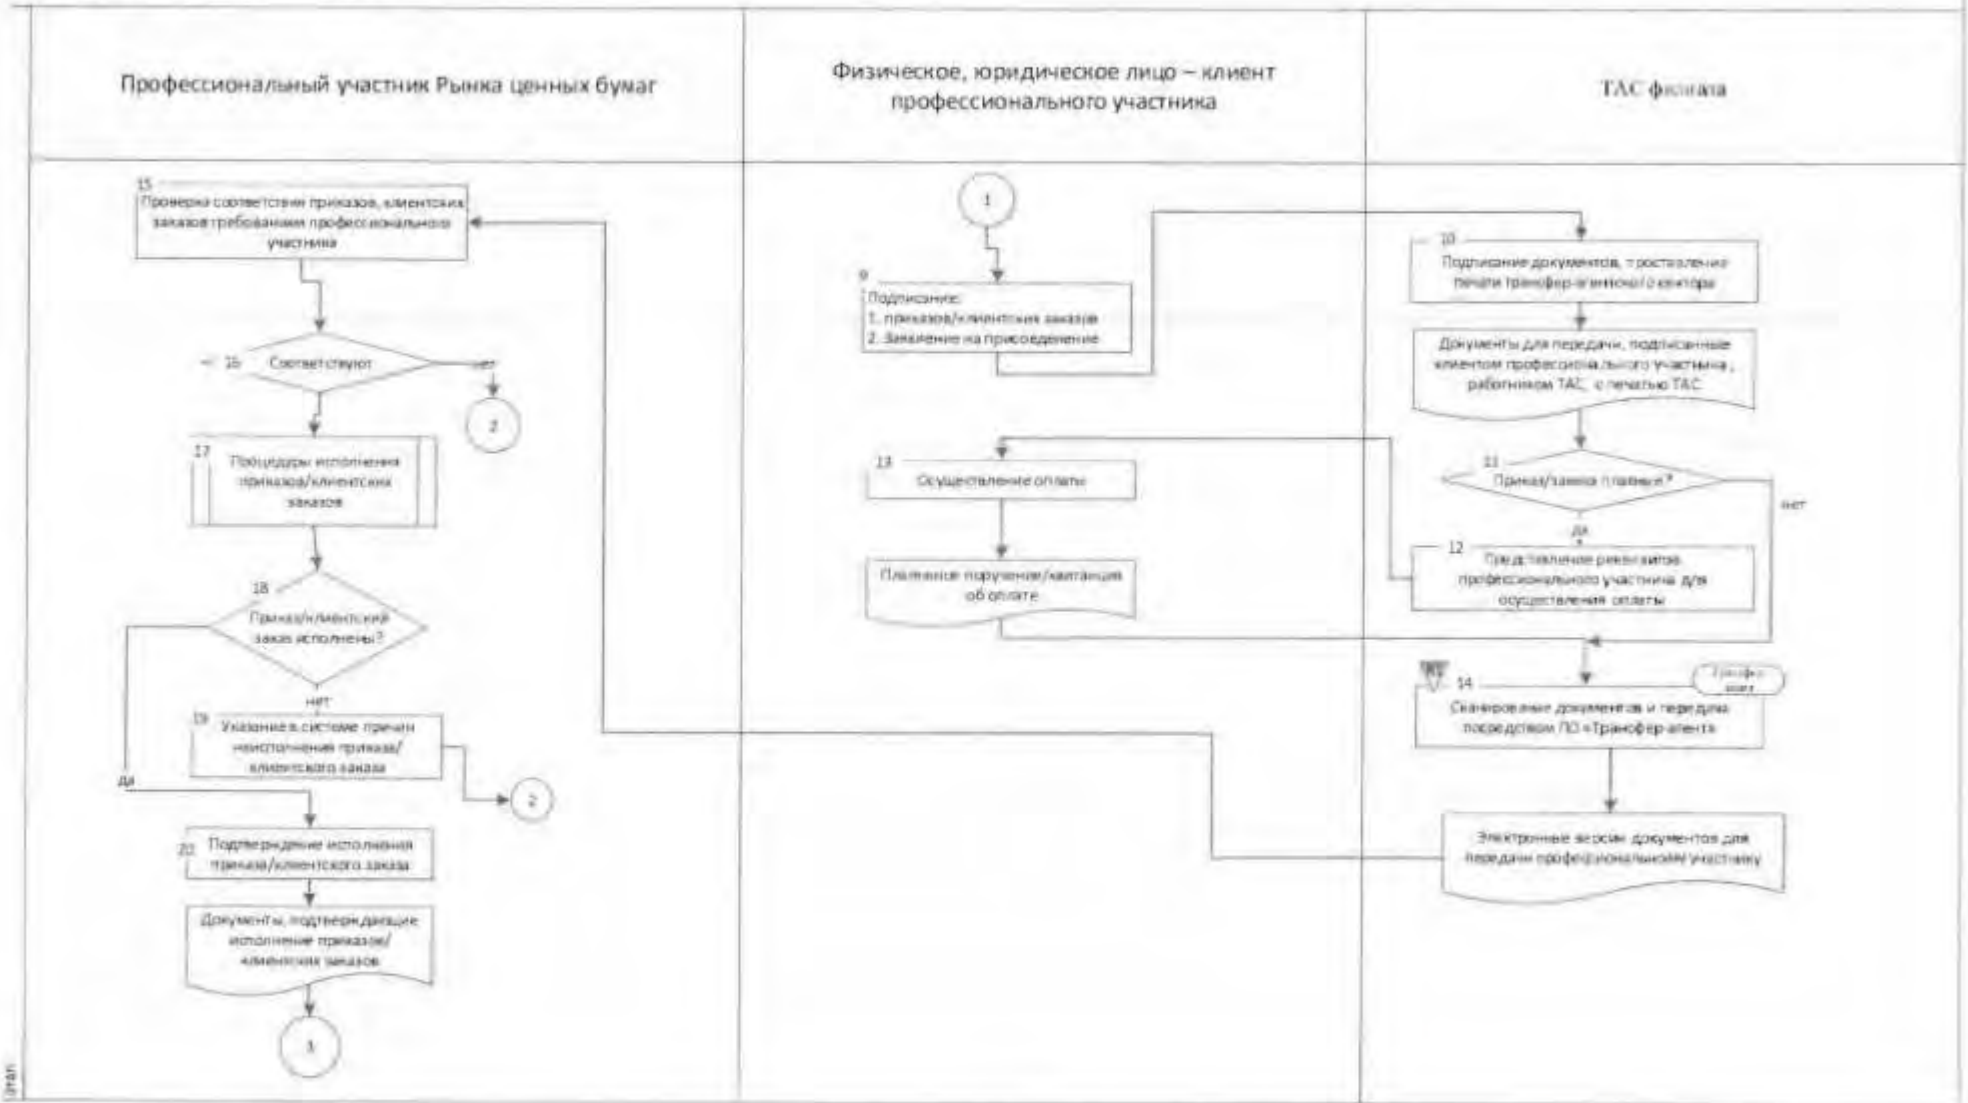 Профессиональный участник Рынка ценных бумаг
Физическое, юридическое лицо – клиент
профессионального участника
ТАС филиала
15
Проверка соответствия приказов, клиентских
заказов требованиям профессионального
участника
16
Соответствуют
нет
2
17
Процедуры исполнения
приказов/клиентских
заказов
18
Приказ/клиентский
заказ исполнены?
нет
19
Указание в системе причин
неисполнения приказа/
клиентского заказа
да
2
20
Подтверждение исполнения
приказа/клиентского заказа
Документы, подтверждающие
исполнение приказов/
клиентских заказов
3
1
9
Подписание:
1. приказов/клиентских заказов
2. Заявление на присоединение
13
Осуществление оплаты
Платежное поручение/квитанция
об оплате
10
Подписание документов, проставление
печати трансфер-агентского сектора
Документы для передачи, подписанные
клиентом профессионального участника,
работником ТАС, с печатью ТАС
11
Приказ/заказ платные?
нет
да
12
Представление реквизитов
профессионального участника для
осуществления оплаты
14
Сканирование документов и передача
посредством ПО «Трансфер-агент»
Электронные версии документов для
передачи профессиональному участнику